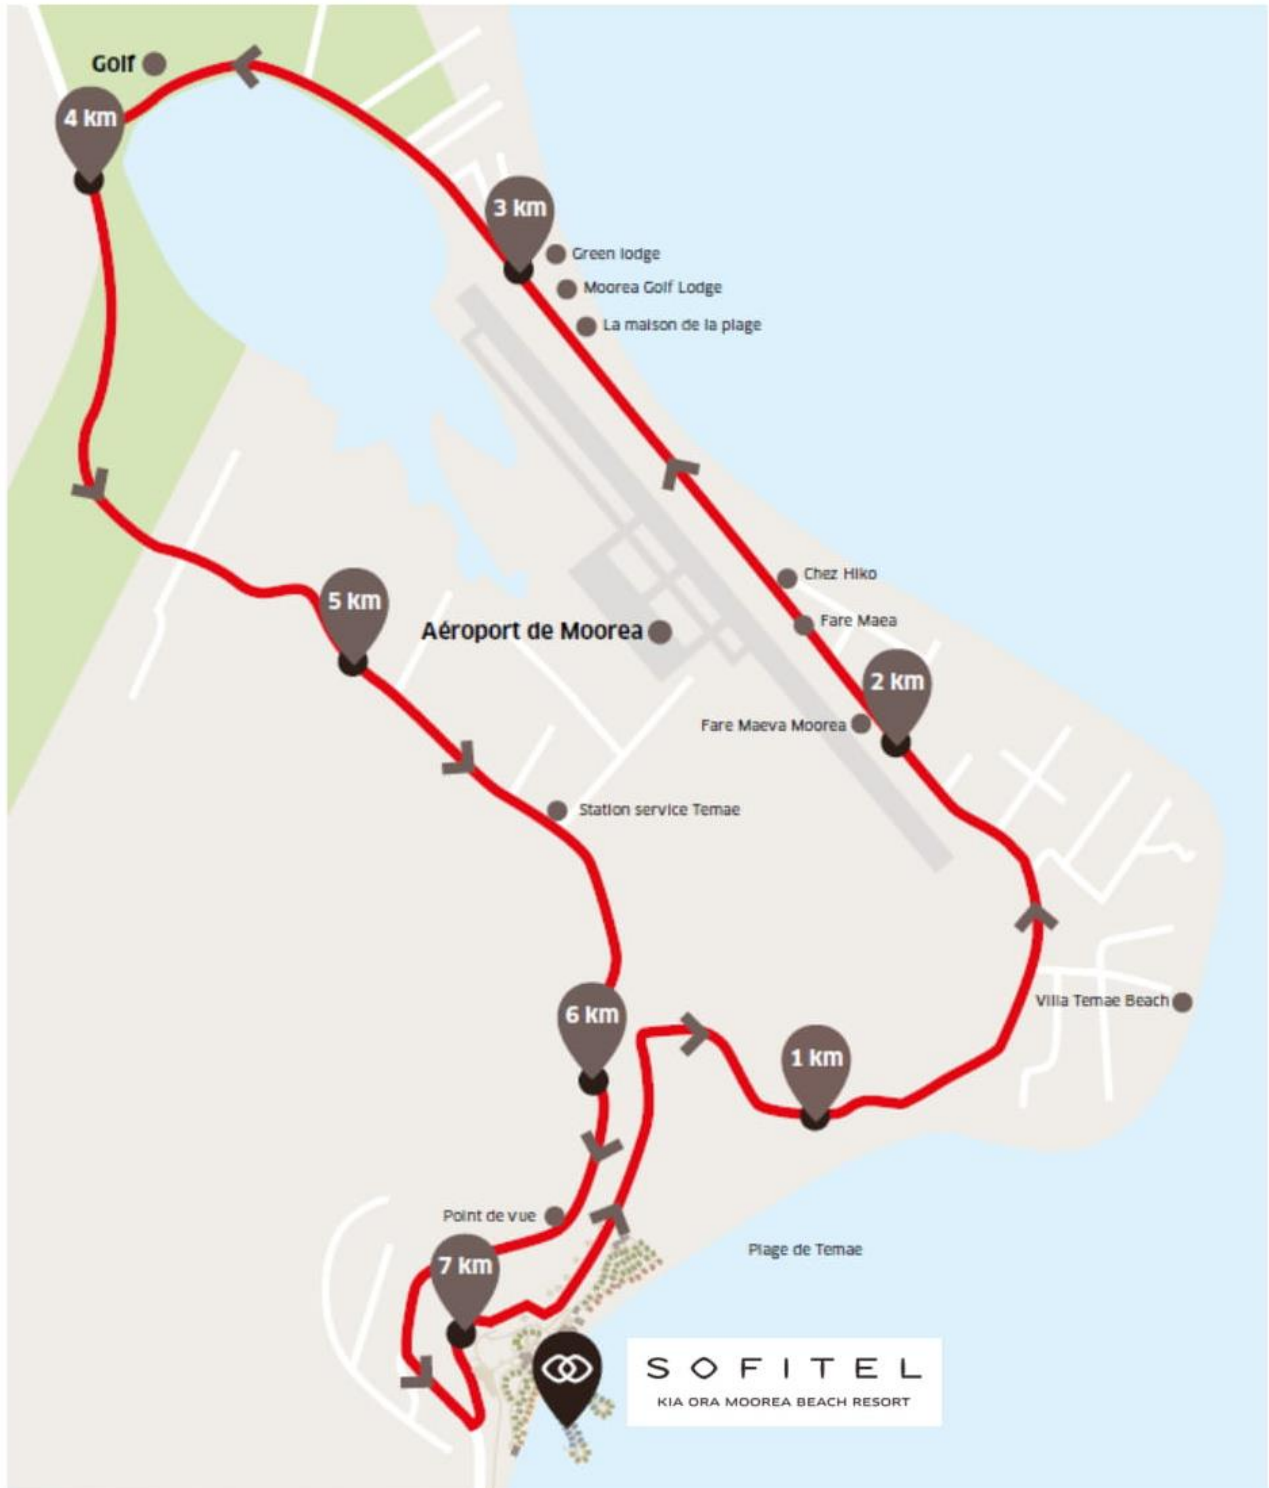 Golf
4 km
3 km
Green lodge
Moorea Golf Lodge
La maison de la plage
Chez Hiko
5 km
Aéroport de Moorea
Fare Maea
2 km
Fare Maeva Moorea
Station service Temae
Villa Temae Beach
6 km
1 km
Point de vue
Plage de Temae
7 km
SOFITEL
KIA ORA MOOREA BEACH RESORT